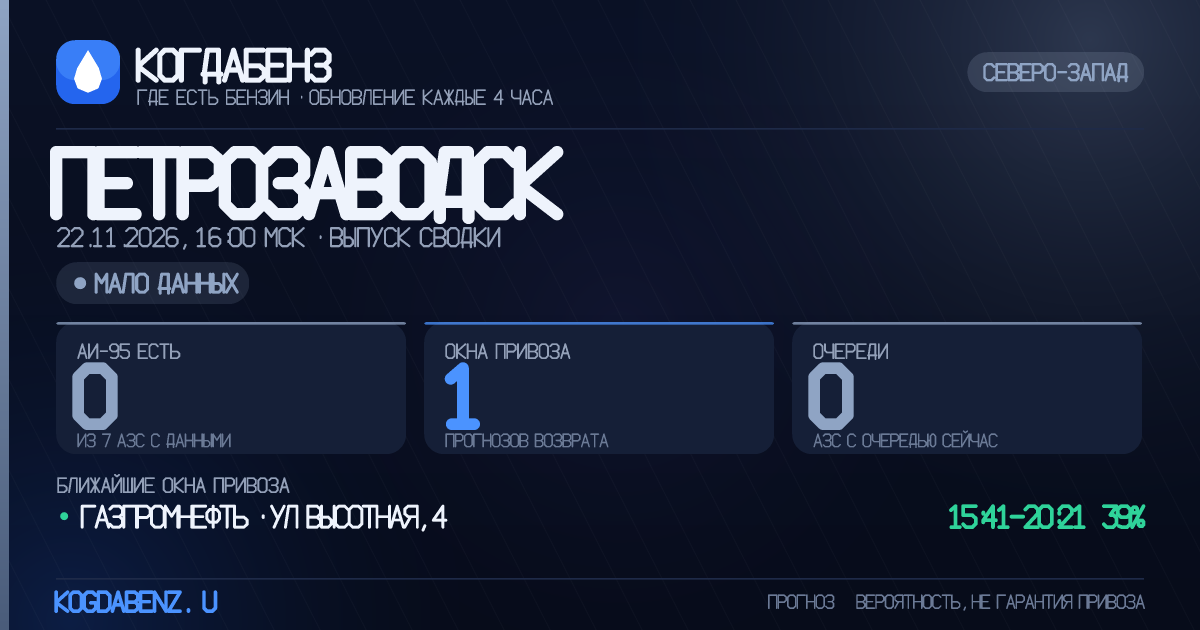 КОГДАБЕНЗ
ГДЕ ЕСТЬ БЕНЗИН · ОБНОВЛЕНИЕ КАЖДЫЕ 4 ЧАСА
СЕВЕРО-ЗАПАД
ПЕТРОЗАВОДСК
22.11.2026, 16:00 МСК · ВЫПУСК СВОДКИ
• МАЛО ДАННЫХ
АИ-95 ЕСТЬ
0
ИЗ 7 АЗС С ДАННЫМИ
ОКНА ПРИВОЗА
1
ПРОГНОЗОВ ВОЗВРАТА
ОЧЕРЕДИ
0
АЗС С ОЧЕРЕДЬЮ СЕЙЧАС
БЛИЖАЙШИЕ ОКНА ПРИВОЗА
• ГАЗПРОМНЕФТЬ · УЛ ВЫСОТНАЯ, 4
15:41-20:21 39%
KOGDABENZ. U
ПРОГНОЗ ВЕРОЯТНОСТЬ, НЕ ГАРАНТИЯ ПРИВОЗА